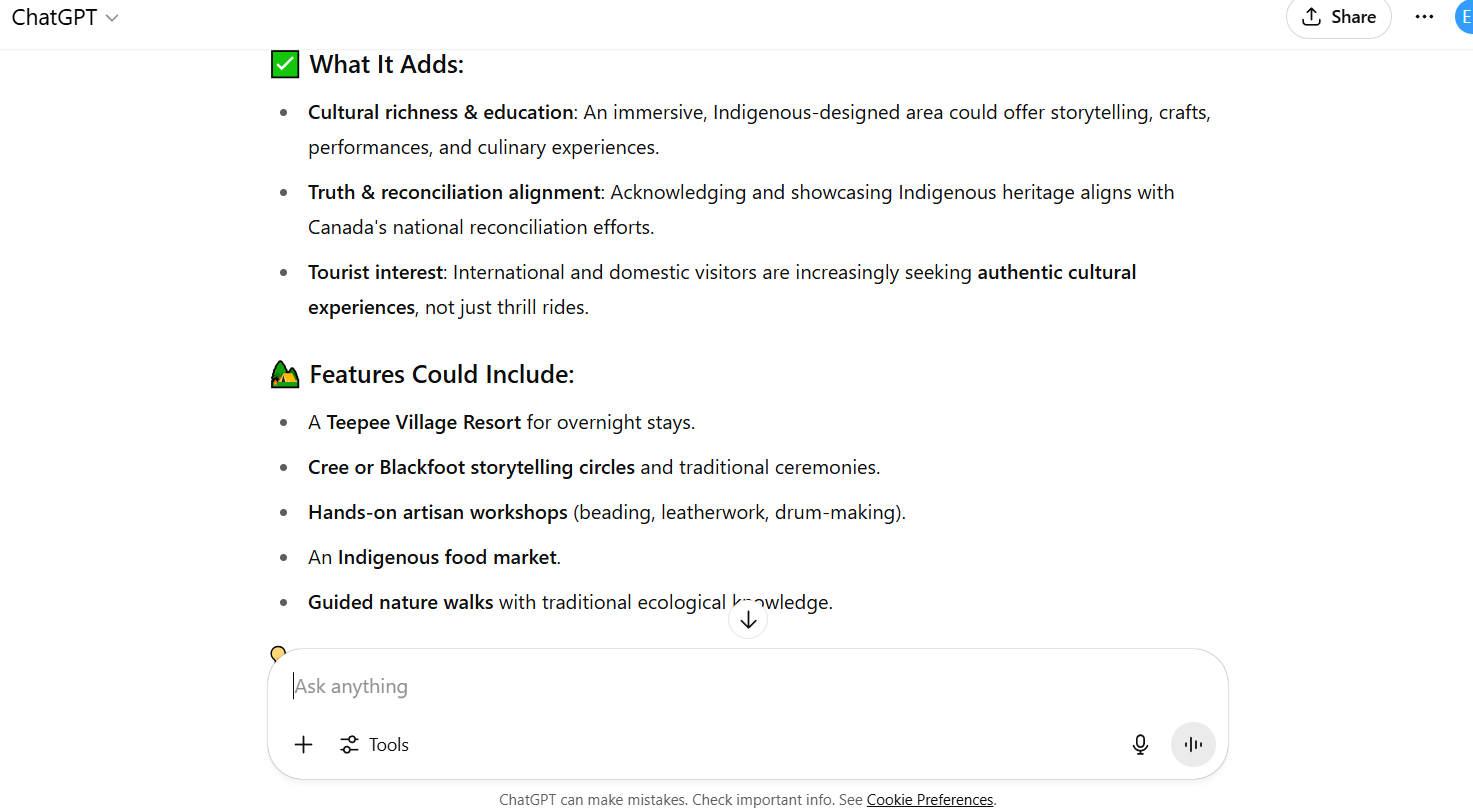 ChatGPT
Share
E
What It Adds:
Cultural richness & education: An immersive, Indigenous-designed area could offer storytelling, crafts,
performances, and culinary experiences.
Truth & reconciliation alignment: Acknowledging and showcasing Indigenous heritage aligns with
Canada's national reconciliation efforts.
Tourist interest: International and domestic visitors are increasingly seeking authentic cultural
experiences, not just thrill rides.
Features Could Include:
A Teepee Village Resort for overnight stays.
Cree or Blackfoot storytelling circles and traditional ceremonies.
Hands-on artisan workshops (beading, leatherwork, drum-making).
An Indigenous food market.
Guided nature walks with traditional ecological knowledge.
Ask anything
Tools
ChatGPT can make mistakes. Check important info. See Cookie Preferences.